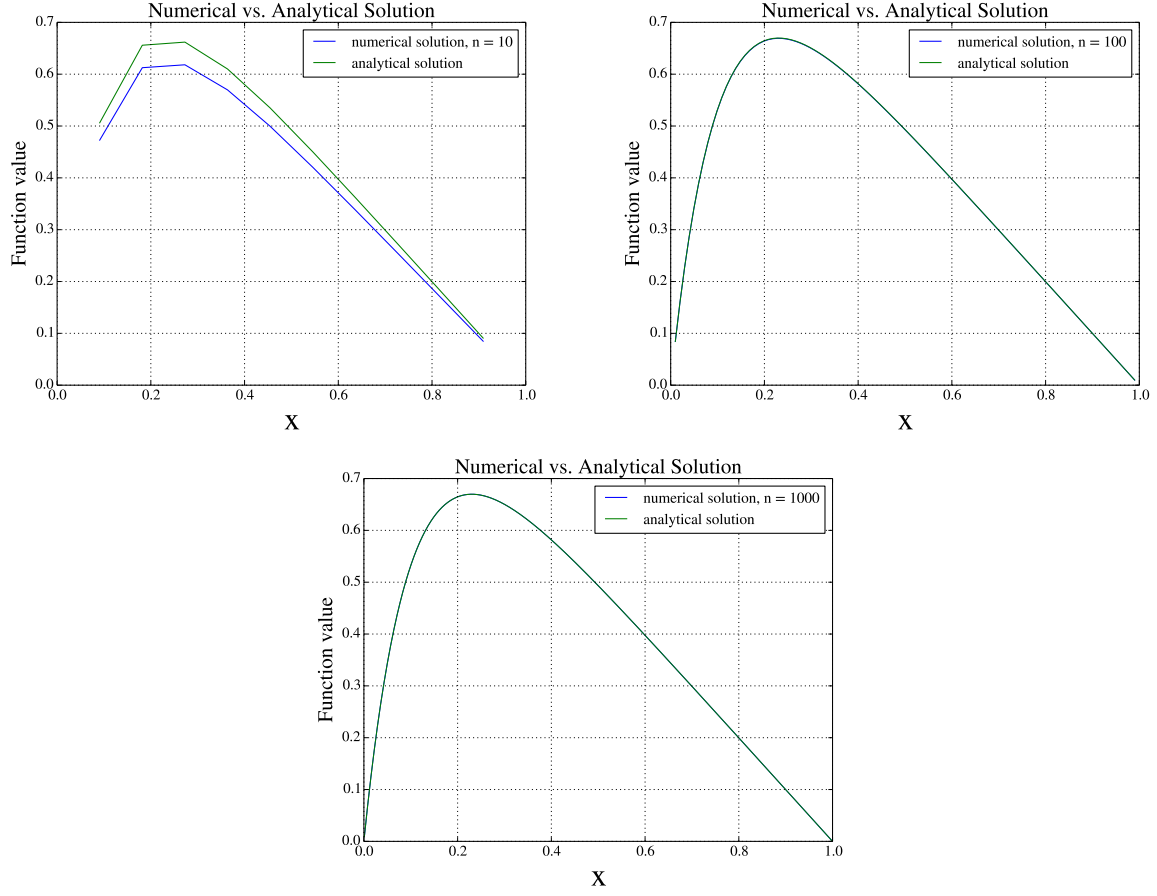 Numerical vs. Analytical Solution
numerical solution, n = 10
analytical solution
Function value
0.7
0.6
0.5
0.4
0.3
0.2
0.1
0.0
0.0 0.2 0.4 0.6 0.8 1.0
x
Numerical vs. Analytical Solution
numerical solution, n = 100
analytical solution
Function value
0.7
0.6
0.5
0.4
0.3
0.2
0.1
0.0
0.0 0.2 0.4 0.6 0.8 1.0
x
Numerical vs. Analytical Solution
numerical solution, n = 1000
analytical solution
Function value
0.7
0.6
0.5
0.4
0.3
0.2
0.1
0.0
0.0 0.2 0.4 0.6 0.8 1.0
x